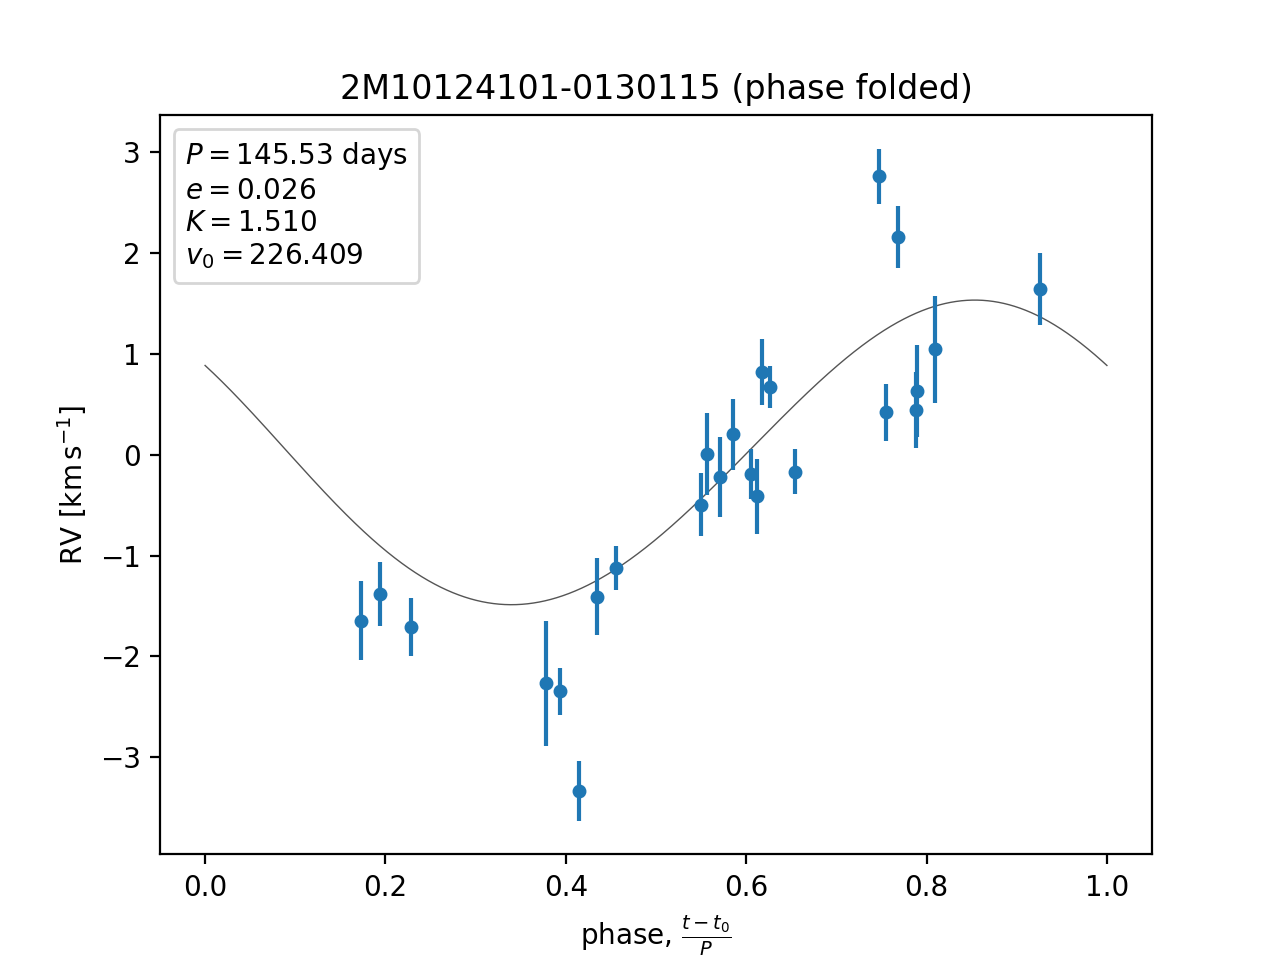 2M10124101-0130115 (phase folded)
P = 145.53 days
e = 0.026
K = 1.510
v₀ = 226.409
3
2
1
0
−1
−2
−3
RV [km s⁻¹]
0.0 0.2 0.4 0.6 0.8 1.0
phase, (t − t₀)/P